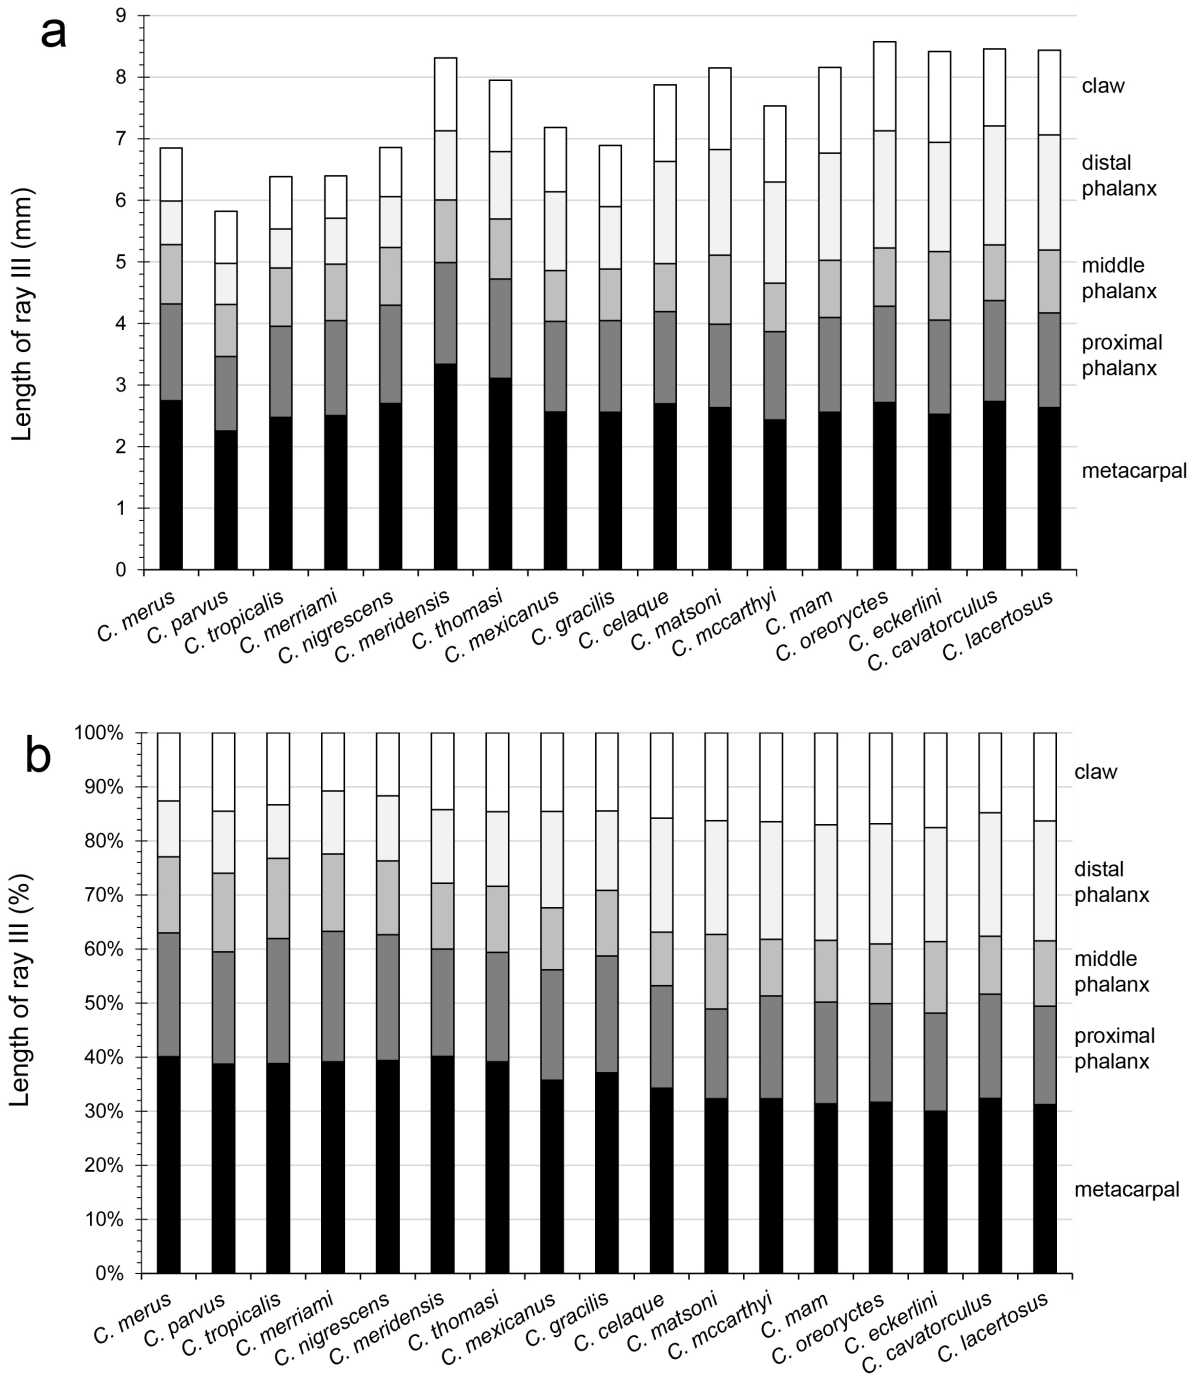 a
Length of ray III (mm)
9
8
7
6
5
4
3
2
1
0
claw
distal
phalanx
middle
phalanx
proximal
phalanx
metacarpal
C. merus
C. parvus
C. tropicalis
C. merriami
C. nigrescens
C. meridensis
C. thomasi
C. mexicanus
C. gracilis
C. celaque
C. matsoni
C. mccarthyi
C. mam
C. oreoryctes
C. eckerlini
C. cavatorculus
C. lacertosus
b
Length of ray III (%)
100%
90%
80%
70%
60%
50%
40%
30%
20%
10%
0%
claw
distal
phalanx
middle
phalanx
proximal
phalanx
metacarpal
C. merus
C. parvus
C. tropicalis
C. merriami
C. nigrescens
C. meridensis
C. thomasi
C. mexicanus
C. gracilis
C. celaque
C. matsoni
C. mccarthyi
C. mam
C. oreoryctes
C. eckerlini
C. cavatorculus
C. lacertosus